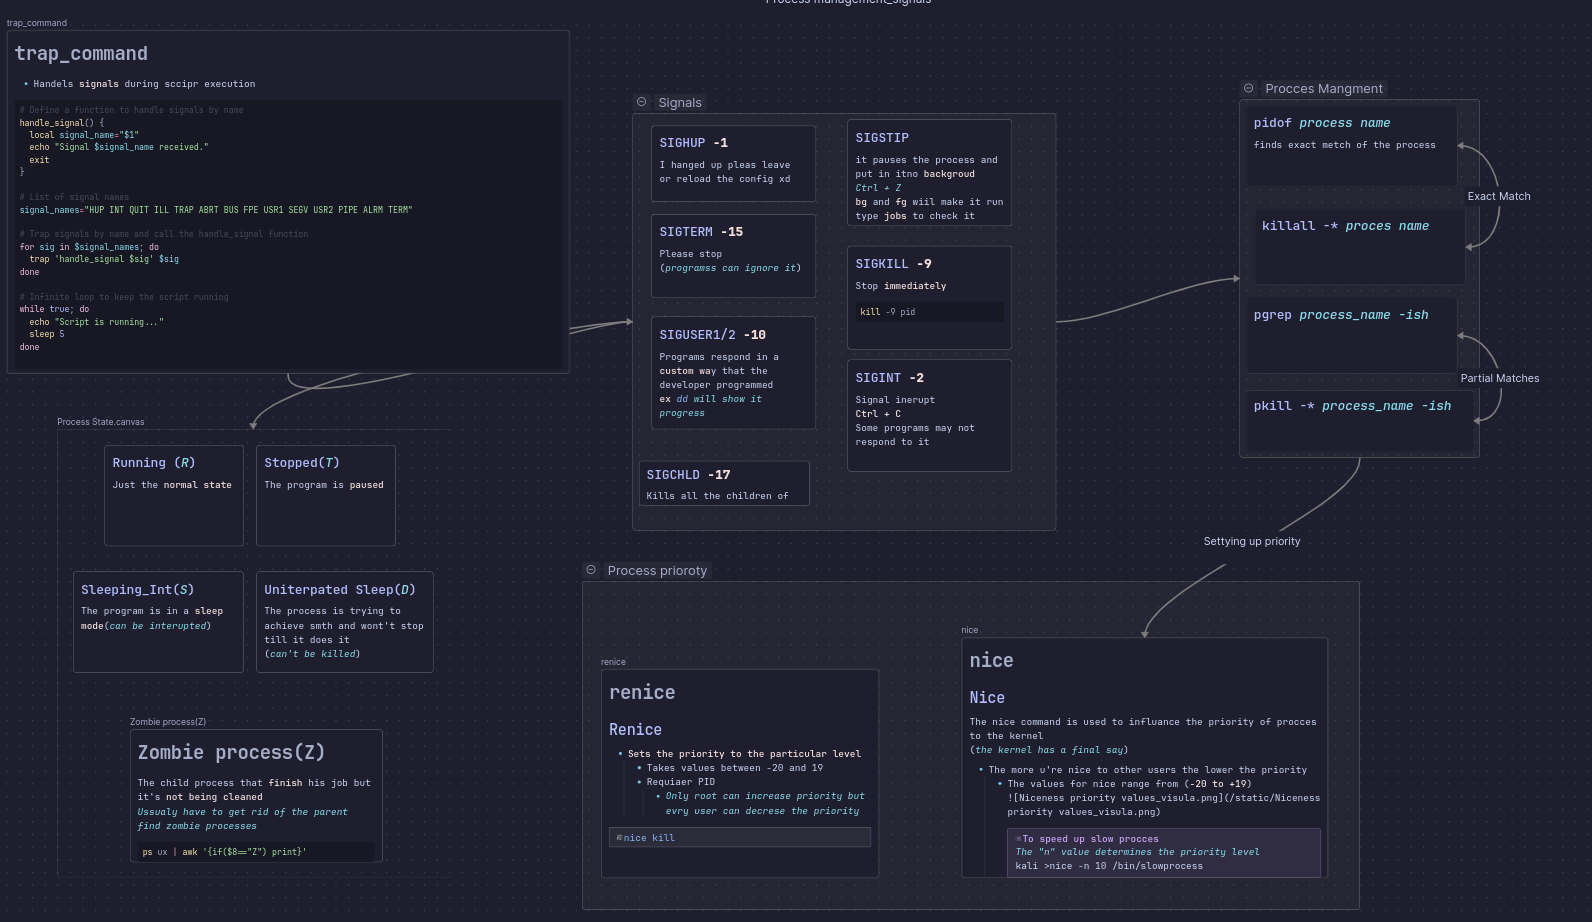 Process management_signals
trap_command
trap_command
• Handels signals during sccipr execution
# Define a function to handle signals by name
handle_signal() {
local signal_name="$1"
echo "Signal $signal_name received."
exit
}
# List of signal names
signal_names="HUP INT QUIT ILL TRAP ABRT BUS FPE USR1 SEGV USR2 PIPE ALRM TERM"
# Trap signals by name and call the handle_signal function
for sig in $signal_names; do
trap 'handle_signal $sig' $sig
done
# Infinite loop to keep the script running
while true; do
echo "Script is running..."
sleep 5
done
Signals
SIGHUP -1
I hanged up pleas leave
or reload the config xd
SIGTERM -15
Please stop
(programss can ignore it)
SIGUSER1/2 -10
Programs respond in a
custom way that the
developer programmed
ex dd will show it
progress
SIGCHLD -17
Kills all the children of
SIGSTIP
it pauses the process and
put in itno backgroud
Ctrl + Z
bg and fg wiil make it run
type jobs to check it
SIGKILL -9
Stop immediately
kill -9 pid
SIGINT -2
Signal inerupt
Ctrl + C
Some programs may not
respond to it
Procces Mangment
pidof process name
finds exact metch of the process
Exact Match
killall -* proces name
pgrep process_name -ish
Partial Matches
pkill -* process_name -ish
Process State.canvas
Running (R)
Just the normal state
Stopped(T)
The program is paused
Sleeping_Int(S)
The program is in a sleep
mode(can be interupted)
Uniterpated Sleep(D)
The process is trying to
achieve smth and wont't stop
till it does it
(can't be killed)
Zombie process(Z)
Zombie process(Z)
The child process that finish his job but
it's not being cleaned
Ussualy have to get rid of the parent
find zombie processes
ps ux | awk '{if($8=="Z") print}'
Settying up priority
Process prioroty
renice
renice
Renice
• Sets the priority to the particular level
• Takes values between -20 and 19
• Requiaer PID
• Only root can increase priority but
evry user can decrese the priority
nice kill
nice
nice
Nice
The nice command is used to influance the priority of procces
to the kernel
(the kernel has a final say)
• The more u're nice to other users the lower the priority
• The values for nice range from (-20 to +19)
![Niceness priority values_visula.png](/static/Niceness
priority values_visula.png)
To speed up slow procces
The "n" value determines the priority level
kali >nice -n 10 /bin/slowprocess